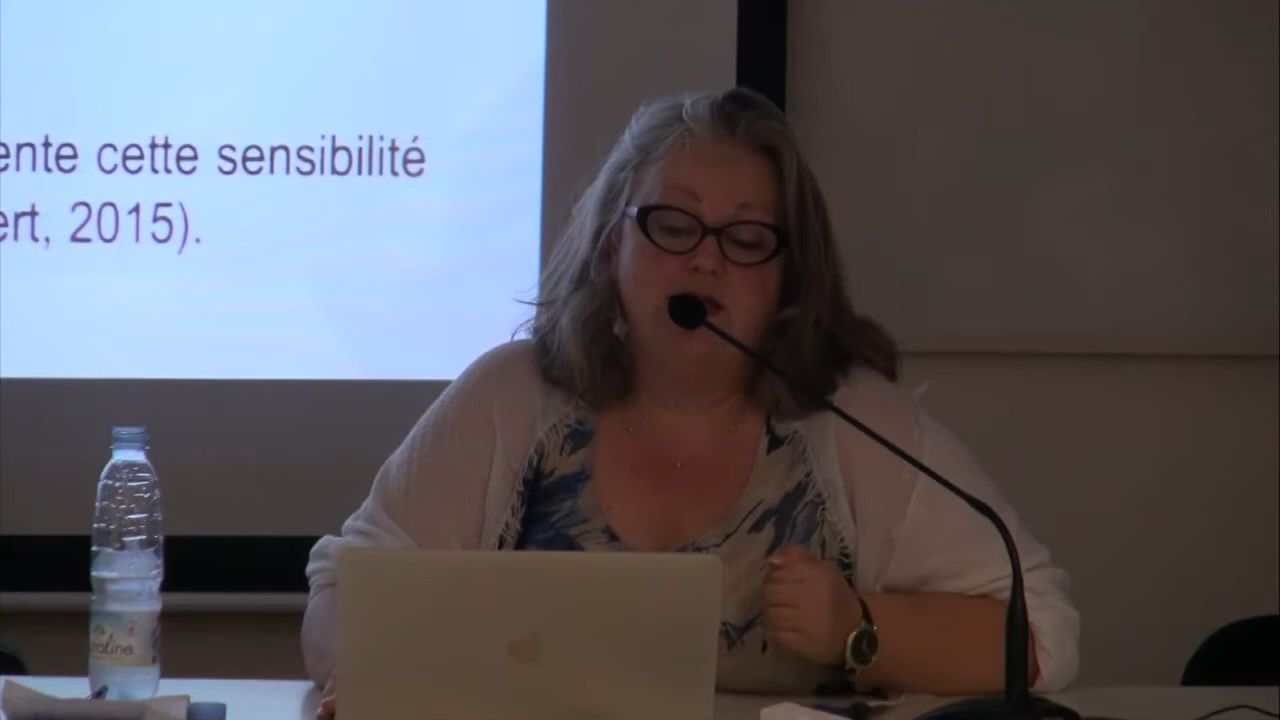 ente cette sensibilité
ert, 2015).